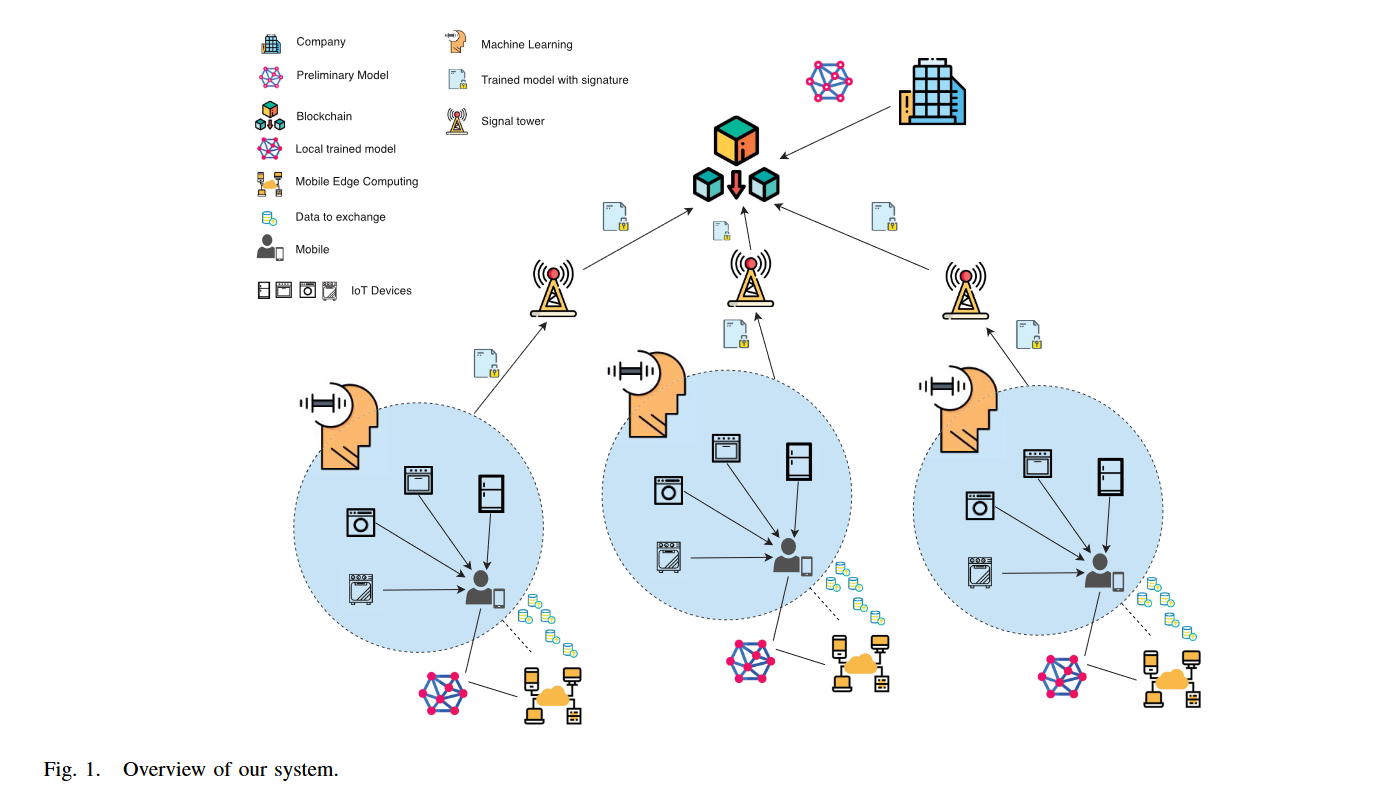 Company
Preliminary Model
Blockchain
Local trained model
Mobile Edge Computing
Data to exchange
Mobile
IoT Devices
Machine Learning
Trained model with signature
Signal tower
Fig. 1. Overview of our system.